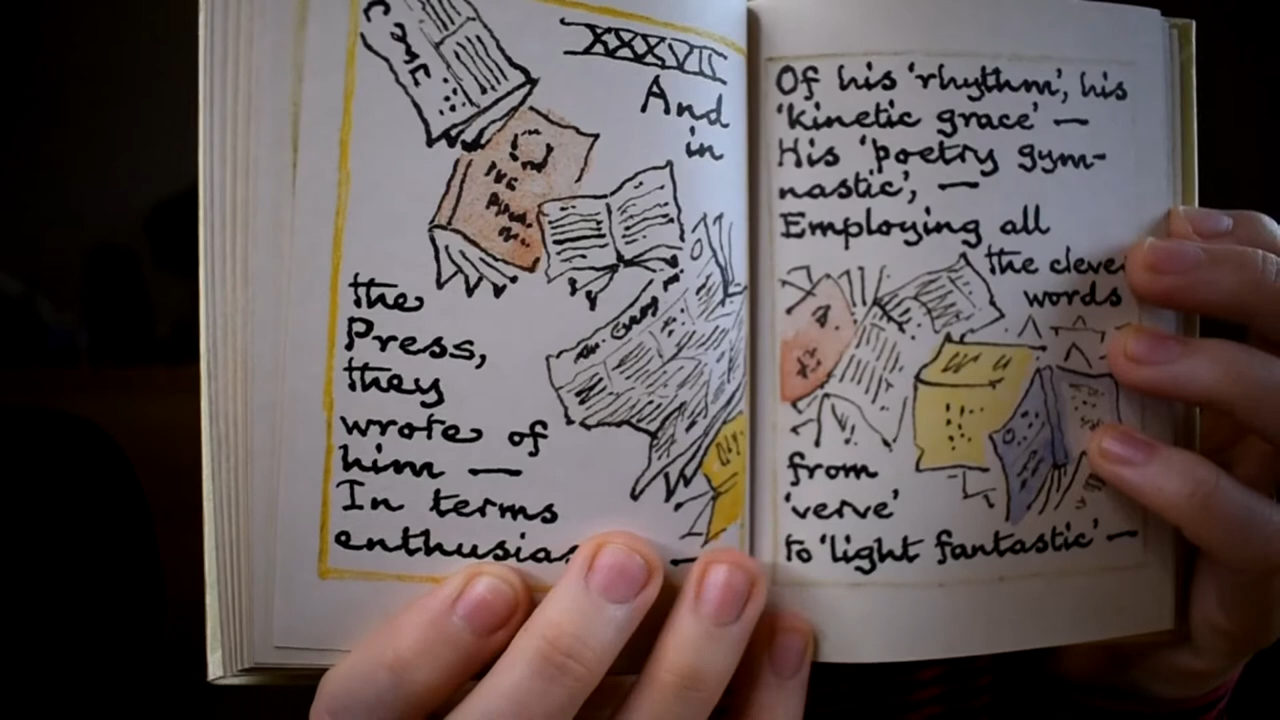 XXXVII
And
in
the
Press,
they
wrote of
him —
In terms
Of his 'rhythm', his
'kinetic grace' —
His 'poetry gym-
nastic', —
Employing all
the
words
from
'verve'
to 'light fantastic' —